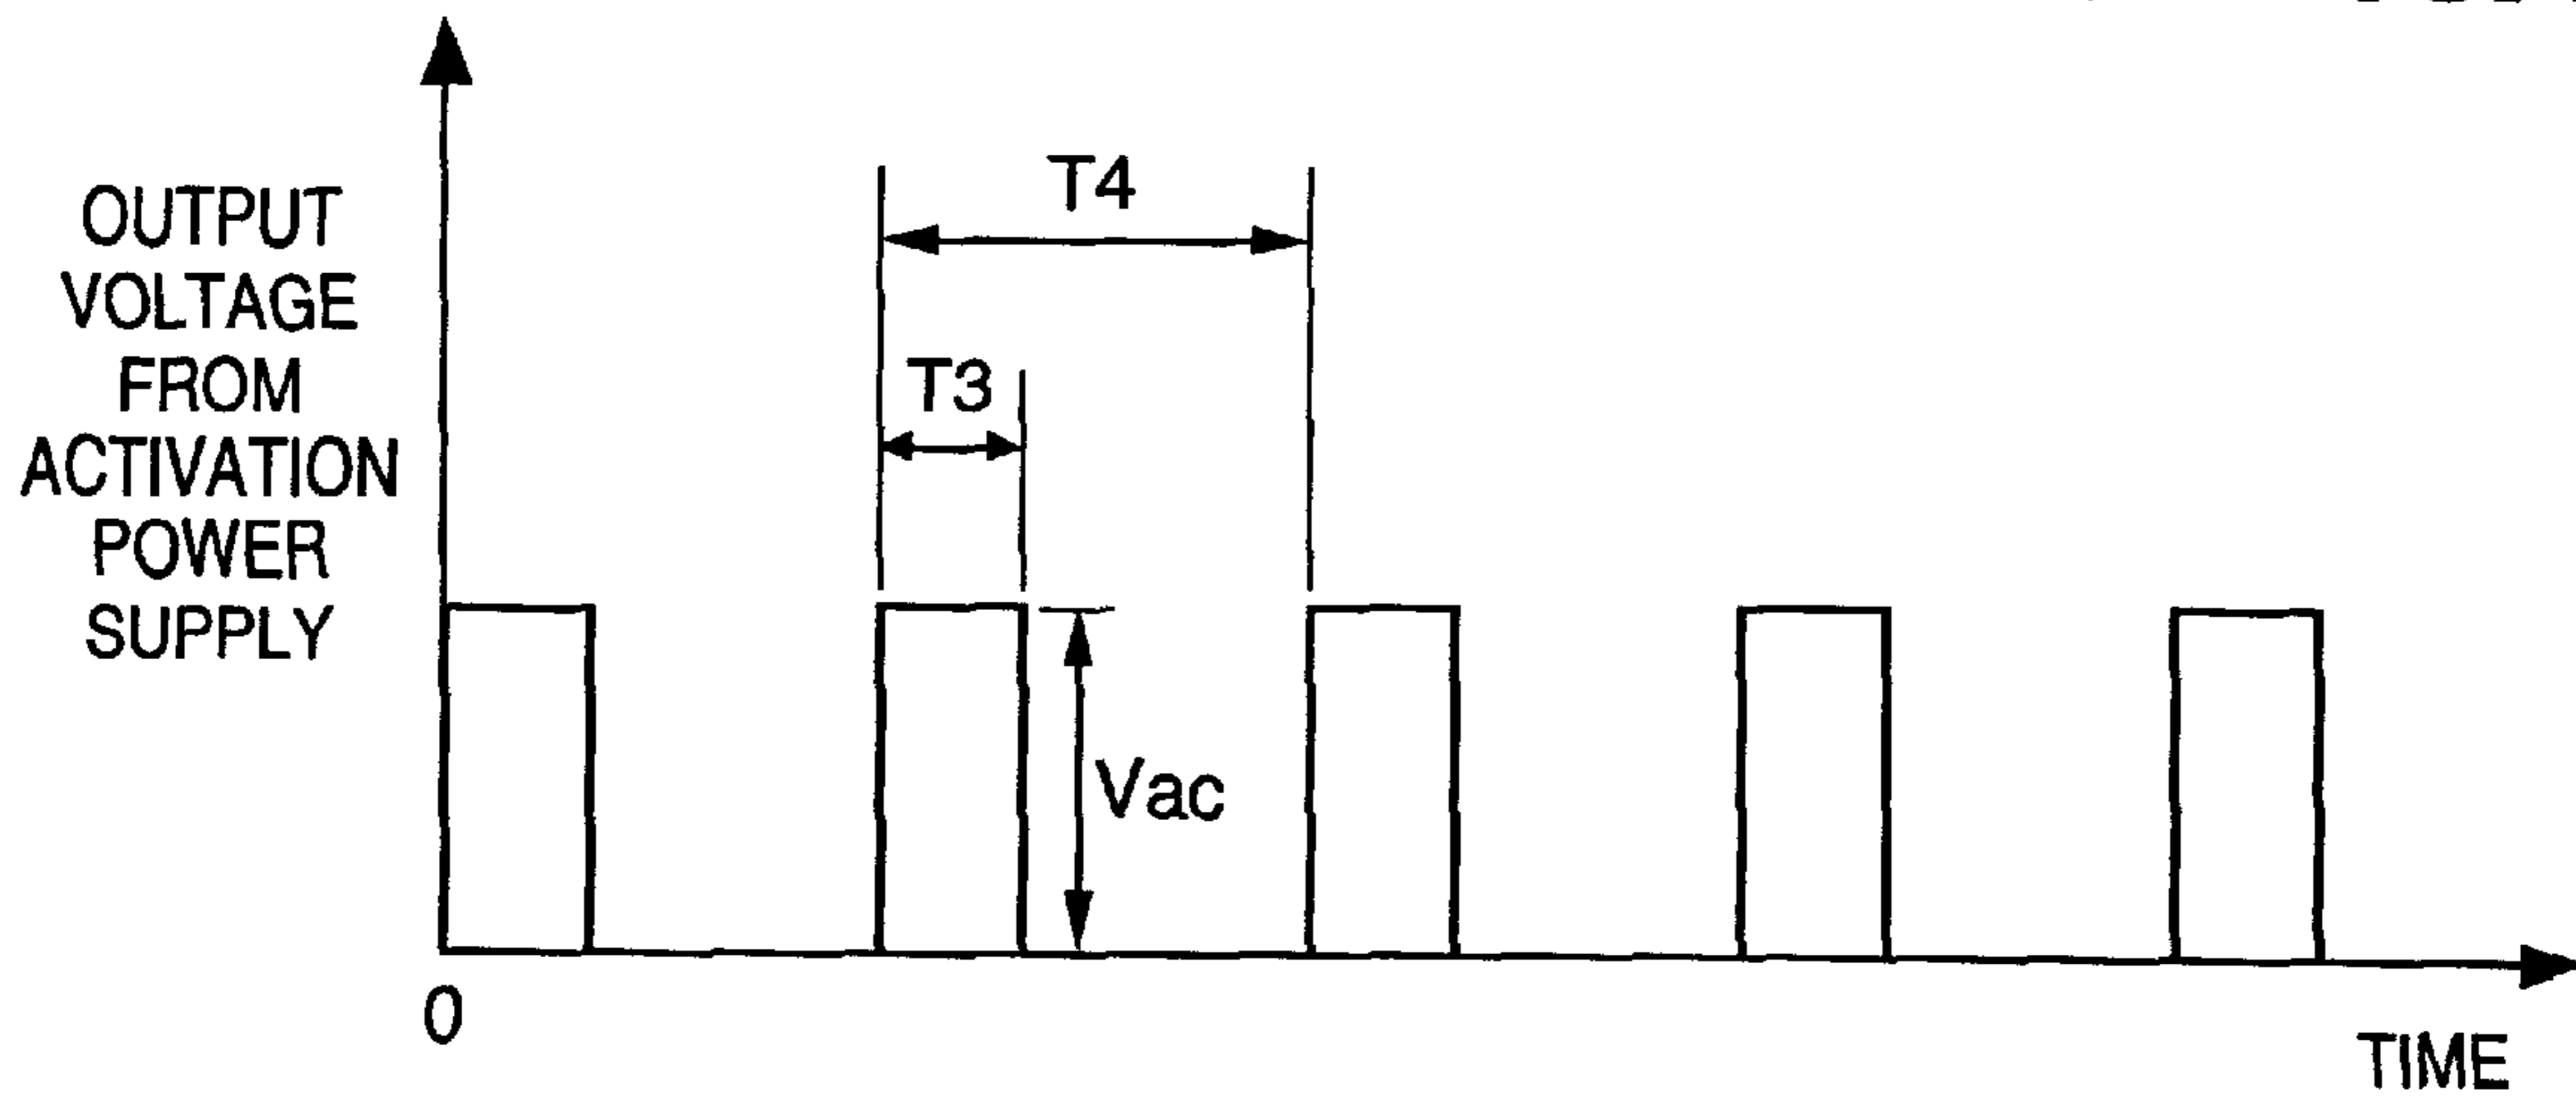 OUTPUT
VOLTAGE
FROM
ACTIVATION
POWER
SUPPLY
T4
T3
Vac
0
TIME